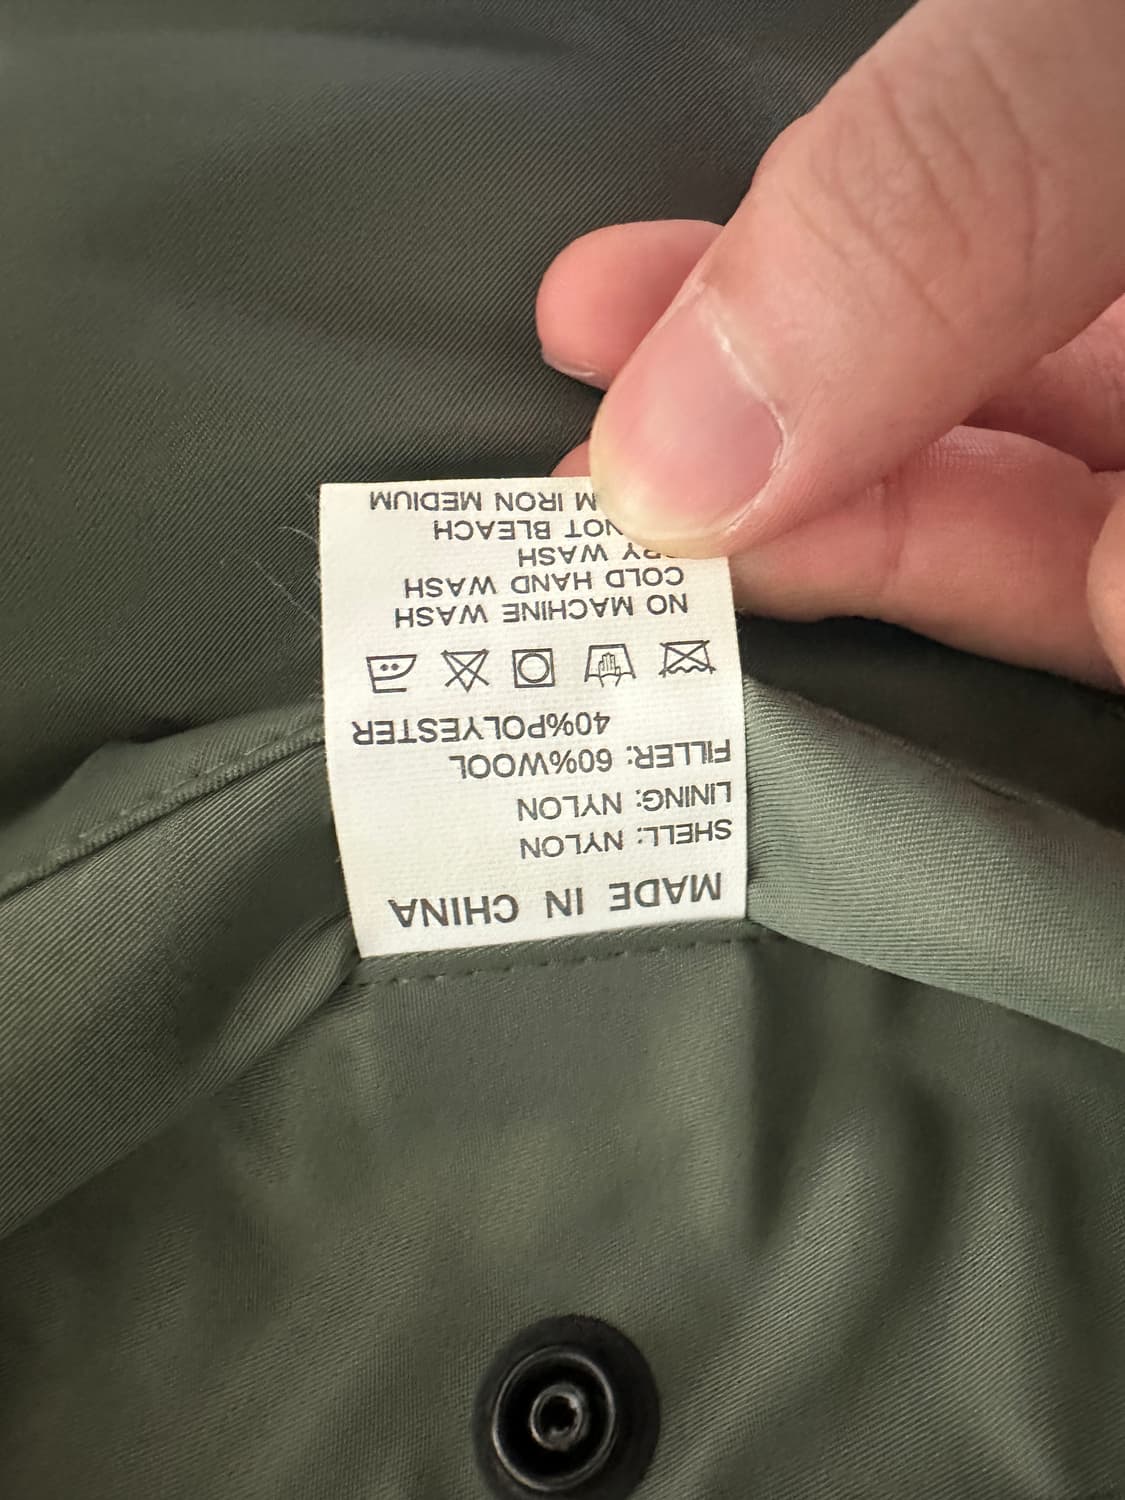 MADE IN CHINA
SHELL: NYLON
LINING: NYLON
FILLER: 60%WOOL
40%POLYESTER
NO MACHINE WASH
COLD HAND WASH
WASH
NOT BLEACH
IRON MEDIUM